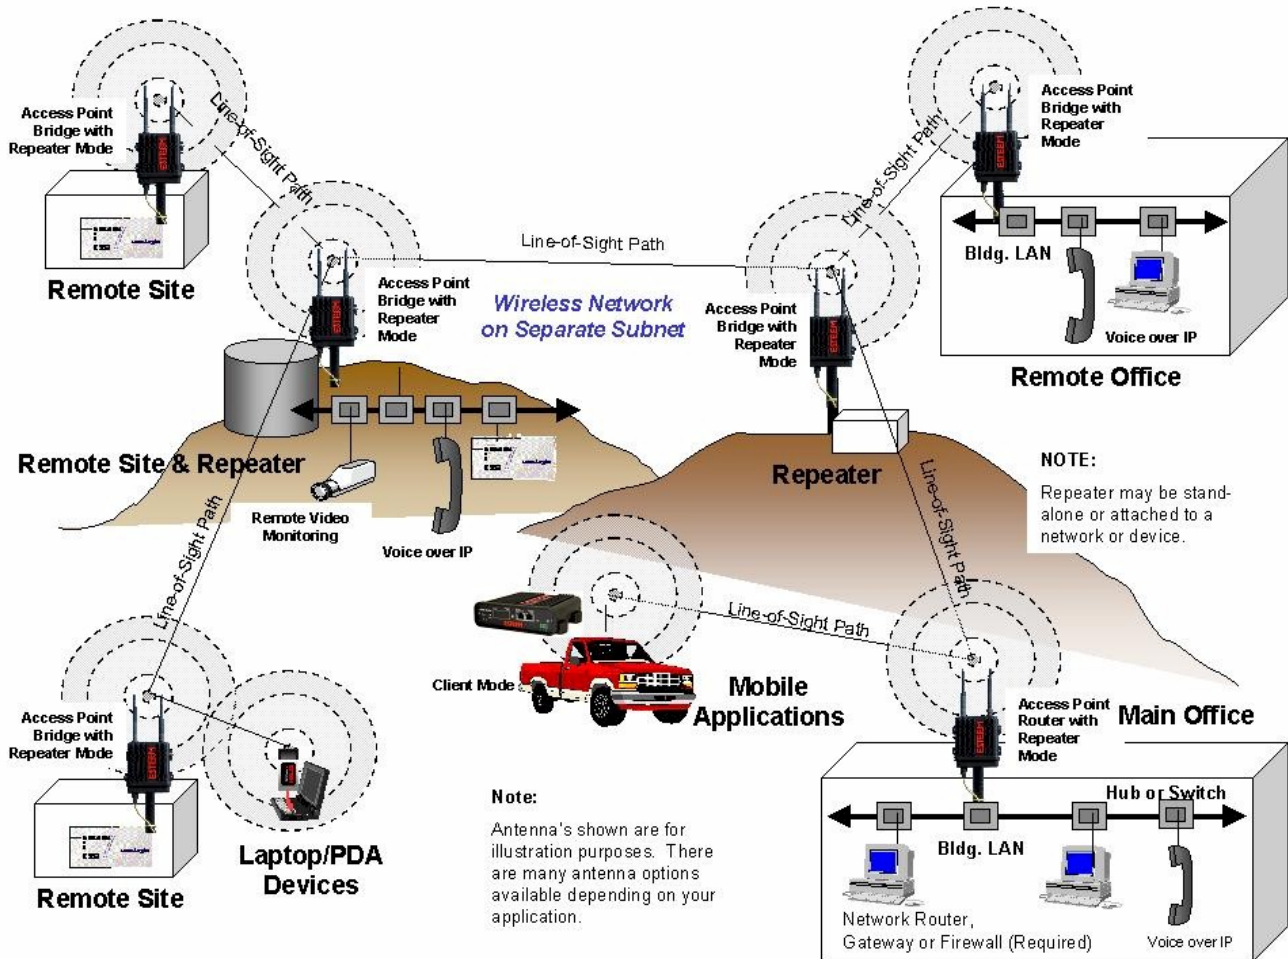 Access Point
Bridge with
Repeater Mode
ESTEEM
Line-of-Sight Path
Remote Site
Access Point
Bridge with
Repeater
Mode
ESTEEM
Line-of-Sight Path
Wireless Network
on Separate Subnet
Access Point
Bridge with
Repeater
Mode
ESTEEM
Line-of-Sight Path
Access Point
Bridge with
Repeater
Mode
ESTEEM
Bldg. LAN
Voice over IP
Remote Office
Remote Site & Repeater
Remote Video
Monitoring
Voice over IP
Repeater
NOTE:
Repeater may be stand-
alone or attached to a
network or device.
Line-of-Sight Path
Line-of-Sight Path
Line-of-Sight Path
Client Mode
Mobile
Applications
Access Point
Bridge with
Repeater Mode
ESTEEM
Remote Site
Laptop/PDA
Devices
Note:
Antenna's shown are for
illustration purposes. There
are many antenna options
available depending on your
application.
Access Point
Router with
Repeater
Mode
ESTEEM
Main Office
Hub or Switch
Bldg. LAN
Network Router,
Gateway or Firewall (Required)
Voice over IP